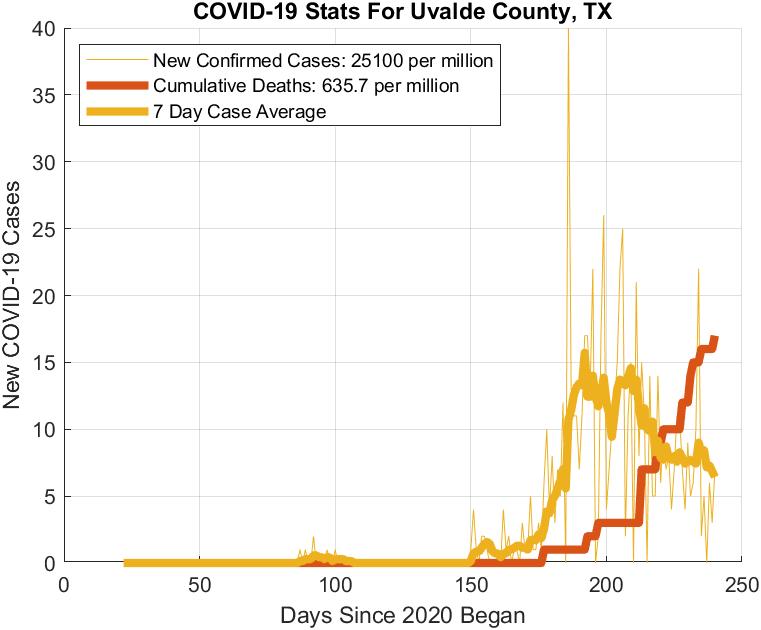 COVID-19 Stats For Uvalde County, TX
New Confirmed Cases: 25100 per million
Cumulative Deaths: 635.7 per million
7 Day Case Average
New COVID-19 Cases
40
35
30
25
20
15
10
5
0
0 50 100 150 200 250
Days Since 2020 Began